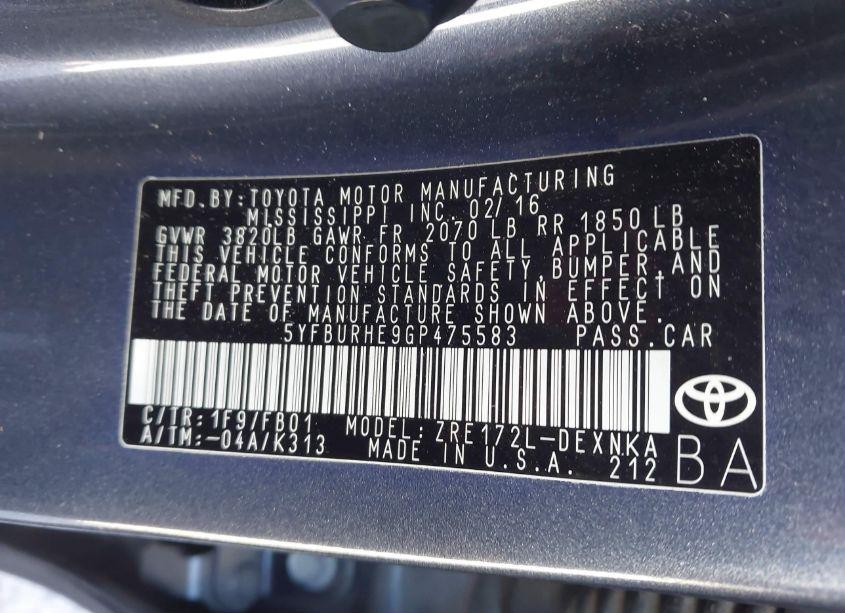 MFD. BY: TOYOTA MOTOR MANUFACTURING
MISSISSIPPI INC. 02/16
GVWR 3820LB GAWR FR 2070 LB RR 1850 LB
THIS VEHICLE CONFORMS TO ALL APPLICABLE
FEDERAL MOTOR VEHICLE SAFETY, BUMPER, AND
THEFT PREVENTION STANDARDS IN EFFECT ON
THE DATE OF MANUFACTURE SHOWN ABOVE.
5YFBURHE9GP475583 PASS. CAR
C/TR: 1F9/FB01 MODEL: ZRE172L-DEXNKA
A/TM: -04A/K313 MADE IN U.S.A. 212
BA